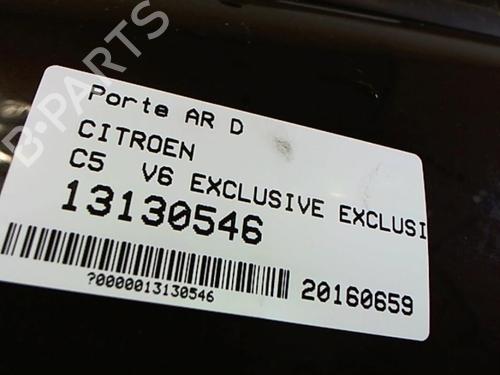 B-PARTS
Porte AR D
CITROEN
C5 V6 EXCLUSIVE EXCLUSI
13130546
?0000013130546
20160659